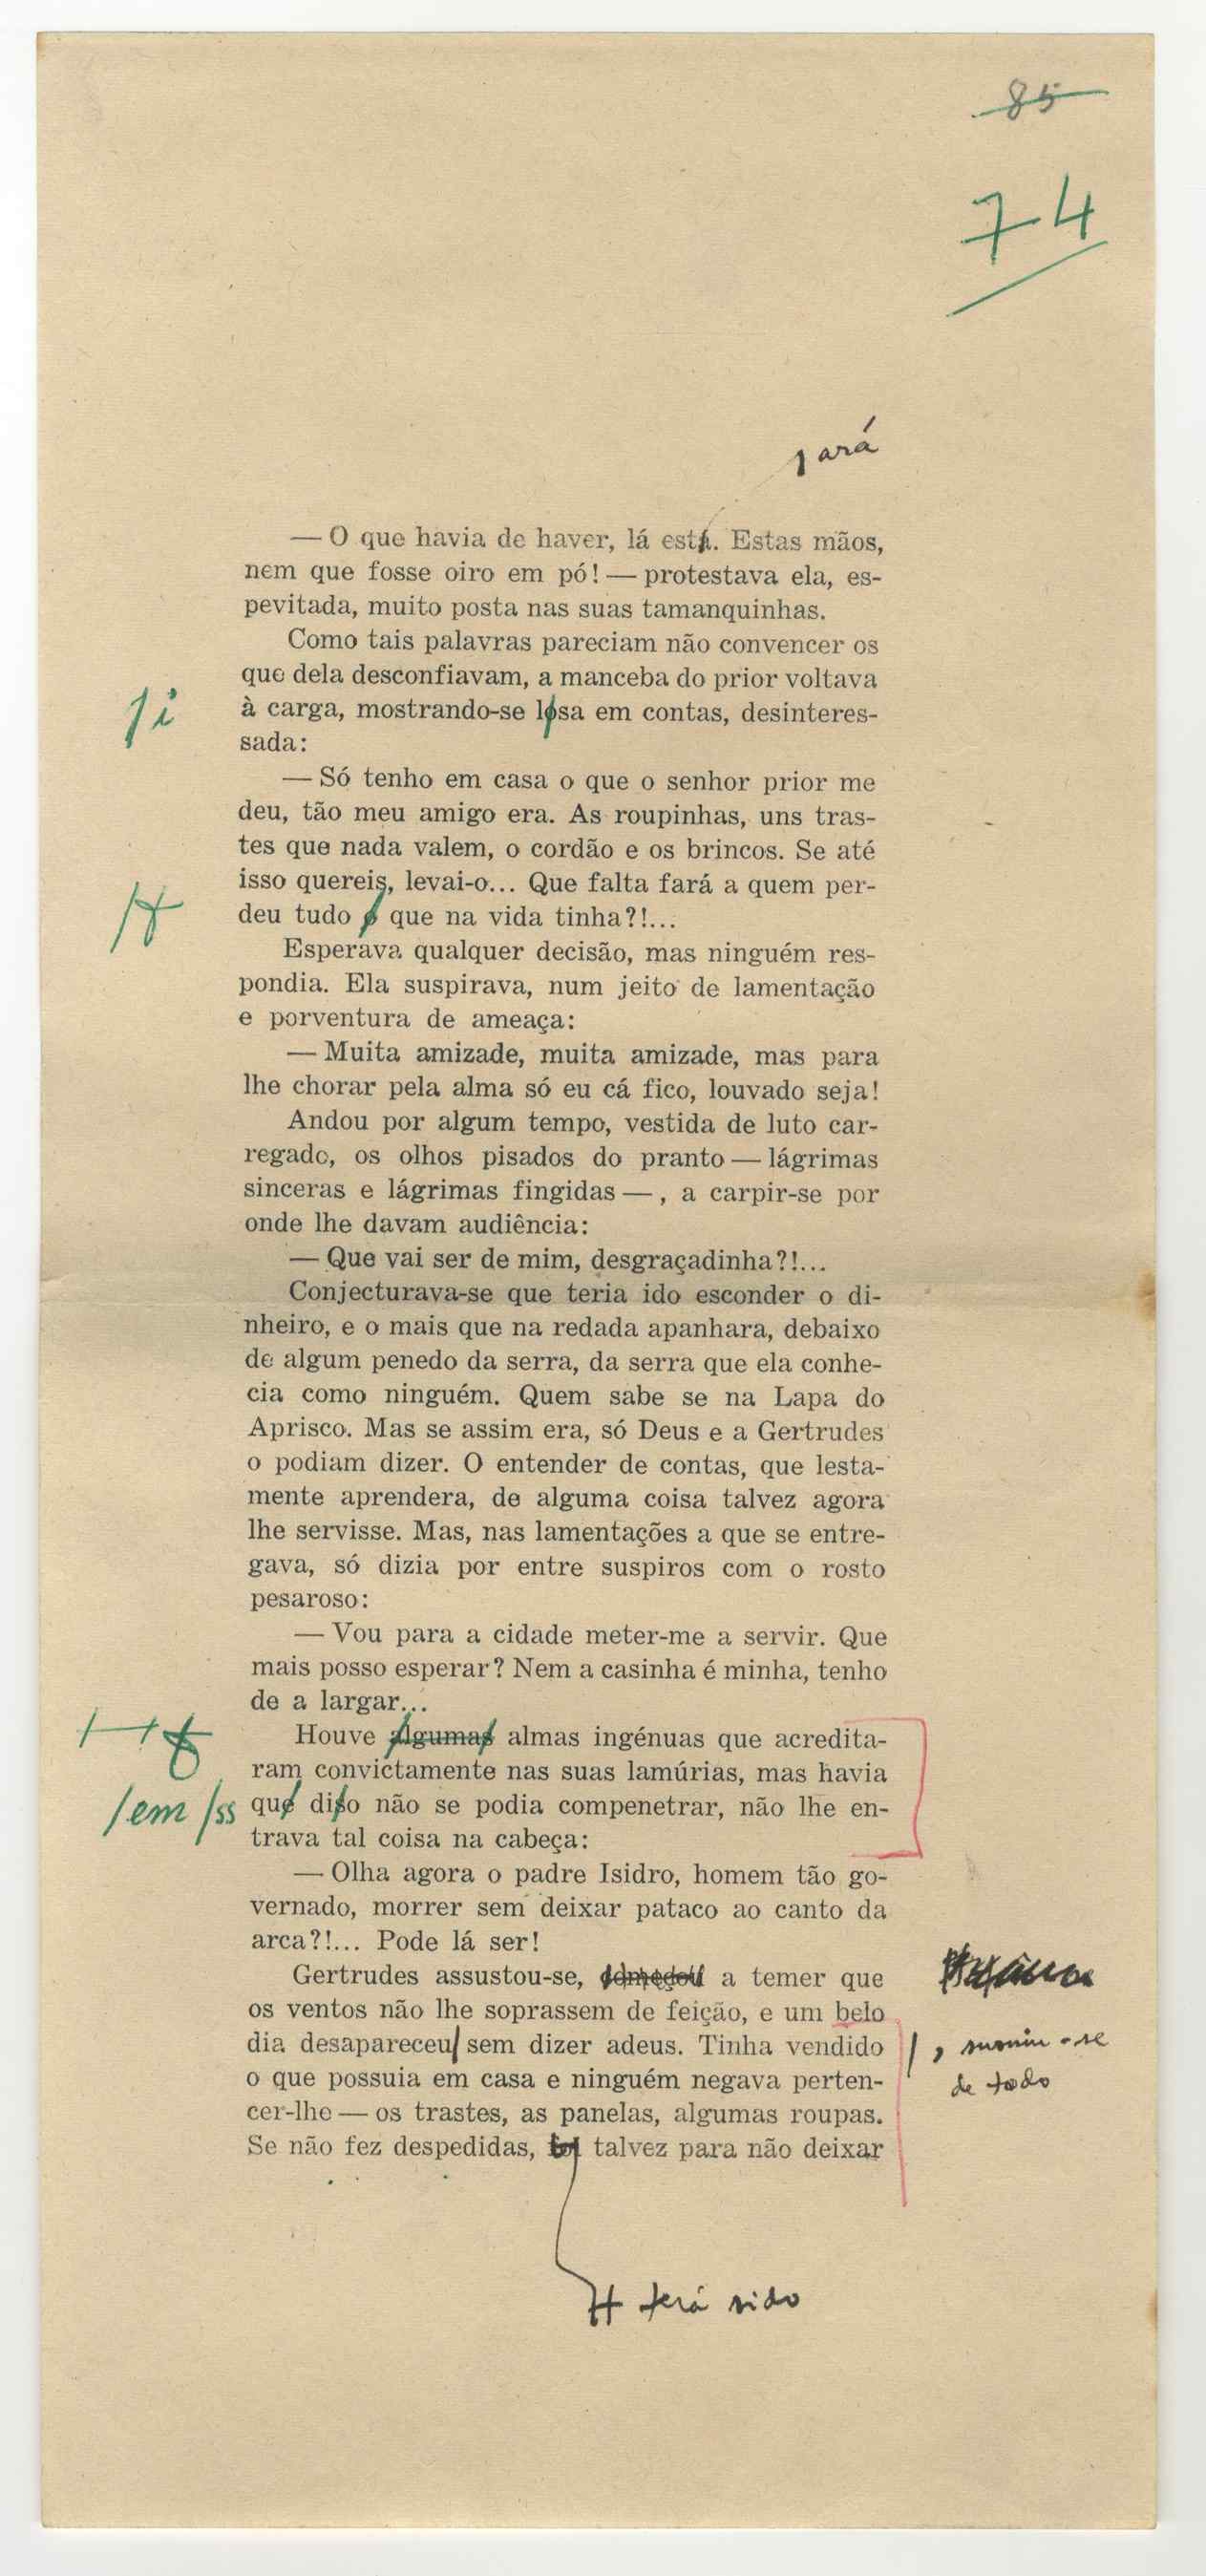 85
74
ará
— O que havia de haver, lá está. Estas mãos,
nem que fosse oiro em pó! — protestava ela, es-
pevitada, muito posta nas suas tamanquinhas.
Como tais palavras pareciam não convencer os
que dela desconfiavam, a manceba do prior voltava
i
à carga, mostrando-se losa em contas, desinteres-
sada:
— Só tenho em casa o que o senhor prior me
deu, tão meu amigo era. As roupinhas, uns tras-
tes que nada valem, o cordão e os brincos. Se até
isso quereis, levai-o... Que falta fará a quem per-
deu tudo o que na vida tinha?!...
Esperava qualquer decisão, mas ninguém res-
pondia. Ela suspirava, num jeito de lamentação
e porventura de ameaça:
— Muita amizade, muita amizade, mas para
lhe chorar pela alma só eu cá fico, louvado seja!
Andou por algum tempo, vestida de luto car-
regado, os olhos pisados do pranto — lágrimas
sinceras e lágrimas fingidas —, a carpir-se por
onde lhe davam audiência:
— Que vai ser de mim, desgraçadinha?!...
Conjecturava-se que teria ido esconder o di-
nheiro, e o mais que na redada apanhara, debaixo
de algum penedo da serra, da serra que ela conhe-
cia como ninguém. Quem sabe se na Lapa do
Aprisco. Mas se assim era, só Deus e a Gertrudes
o podiam dizer. O entender de contas, que lesta-
mente aprendera, de alguma coisa talvez agora
lhe servisse. Mas, nas lamentações a que se entre-
gava, só dizia por entre suspiros com o rosto
pesaroso:
— Vou para a cidade meter-me a servir. Que
mais posso esperar? Nem a casinha é minha, tenho
de a largar...
Houve algumas almas ingénuas que acredita-
ram convictamente nas suas lamúrias, mas havia
/em /ss
que diso não se podia compenetrar, não lhe en-
trava tal coisa na cabeça:
— Olha agora o padre Isidro, homem tão go-
vernado, morrer sem deixar pataco ao canto da
arca?!... Pode lá ser!
Gertrudes assustou-se, começou a temer que
os ventos não lhe soprassem de feição, e um belo
dia desapareceu sem dizer adeus. Tinha vendido
, sumiu-se
de todo
o que possuia em casa e ninguém negava perten-
cer-lhe — os trastes, as panelas, algumas roupas.
Se não fez despedidas, foi talvez para não deixar
terá sido